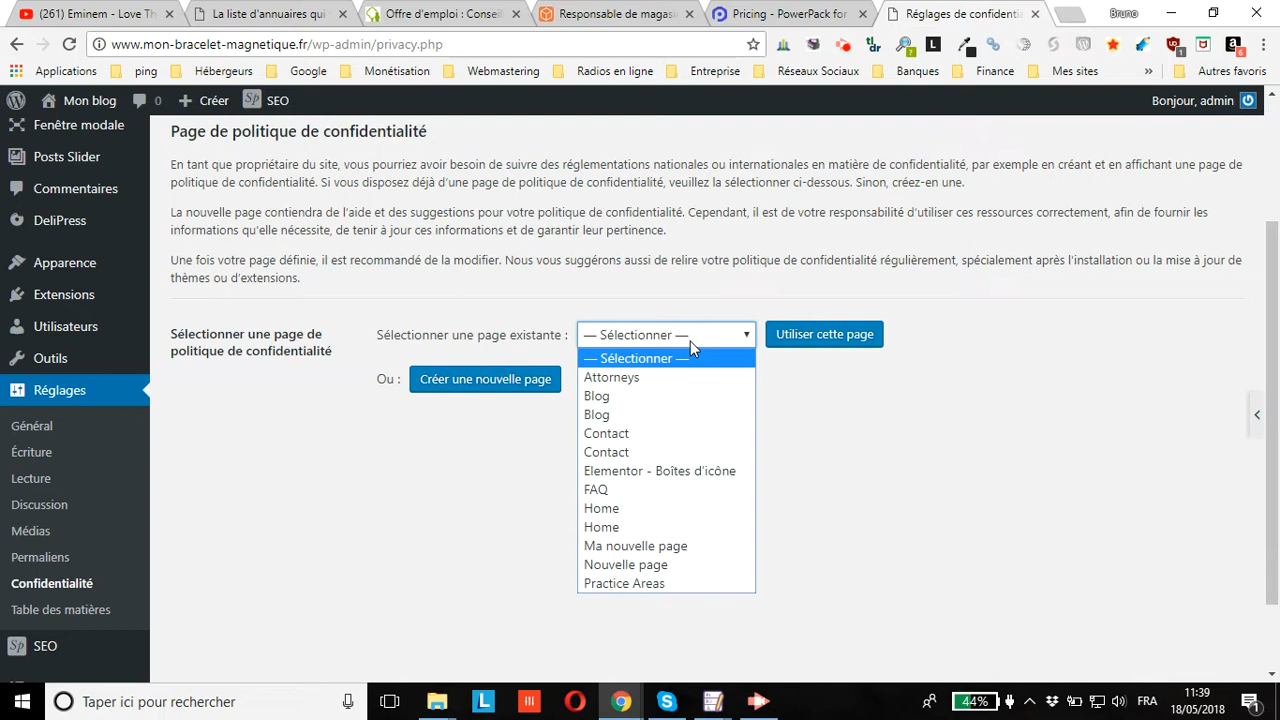 (261) Eminem - Love Th
La liste d'annuaires qui
Offre d'emploi : Conseil
Responsable de magasi
Pricing - PowerPack for
Réglages de confidentia
Bruno
www.mon-bracelet-magnetique.fr/wp-admin/privacy.php
tl;dr
Applications
ping
Hébergeurs
Google
Monétisation
Webmastering
Radios en ligne
Entreprise
Réseaux Sociaux
Banques
Finance
Mes sites
»
Autres favoris
Mon blog
0
Créer
SEO
Bonjour, admin
Fenêtre modale
Posts Slider
Commentaires
DeliPress
Apparence
Extensions
Utilisateurs
Outils
Réglages
Général
Écriture
Lecture
Discussion
Médias
Permaliens
Confidentialité
Table des matières
SEO
Page de politique de confidentialité
En tant que propriétaire du site, vous pourriez avoir besoin de suivre des réglementations nationales ou internationales en matière de confidentialité, par exemple en créant et en affichant une page de
politique de confidentialité. Si vous disposez déjà d'une page de politique de confidentialité, veuillez la sélectionner ci-dessous. Sinon, créez-en une.
La nouvelle page contiendra de l'aide et des suggestions pour votre politique de confidentialité. Cependant, il est de votre responsabilité d'utiliser ces ressources correctement, afin de fournir les
informations qu'elle nécessite, de tenir à jour ces informations et de garantir leur pertinence.
Une fois votre page définie, il est recommandé de la modifier. Nous vous suggérons aussi de relire votre politique de confidentialité régulièrement, spécialement après l'installation ou la mise à jour de
thèmes ou d'extensions.
Sélectionner une page de
politique de confidentialité
Sélectionner une page existante :
— Sélectionner —
Utiliser cette page
Ou :
Créer une nouvelle page
— Sélectionner —
Attorneys
Blog
Blog
Contact
Contact
Elementor - Boîtes d'icône
FAQ
Home
Home
Ma nouvelle page
Nouvelle page
Practice Areas
Taper ici pour rechercher
44%
FRA
11:39
18/05/2018